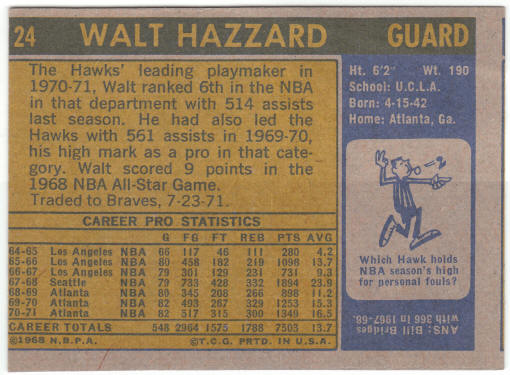 24 WALT HAZZARD GUARD
The Hawks' leading playmaker in
1970-71, Walt ranked 6th in the NBA
in that department with 514 assists
last season. He had also led the
Hawks with 561 assists in 1969-70,
his high mark as a pro in that cate-
gory. Walt scored 9 points in the
1968 NBA All-Star Game.
Traded to Braves, 7-23-71.
Ht. 6'2" Wt. 190
School: U.C.L.A.
Born: 4-15-42
Home: Atlanta, Ga.
CAREER PRO STATISTICS
G FG FT REB PTS AVG
64-65 Los Angeles NBA 66 117 46 111 280 4.2
65-66 Los Angeles NBA 80 458 182 219 1098 13.7
66-67 Los Angeles NBA 79 301 129 231 731 9.3
67-68 Seattle NBA 79 733 428 332 1894 23.9
68-69 Atlanta NBA 80 345 208 266 898 11.2
69-70 Atlanta NBA 82 493 267 329 1253 15.3
70-71 Atlanta NBA 82 517 315 300 1349 16.5
CAREER TOTALS 548 2964 1575 1788 7503 13.7
©1968 N.B.P.A. ©T.C.G. PRTD. IN U.S.A.
?
Which Hawk holds
NBA season's high
for personal fouls?
ANS: Bill Bridges
with 366 in 1967-68.